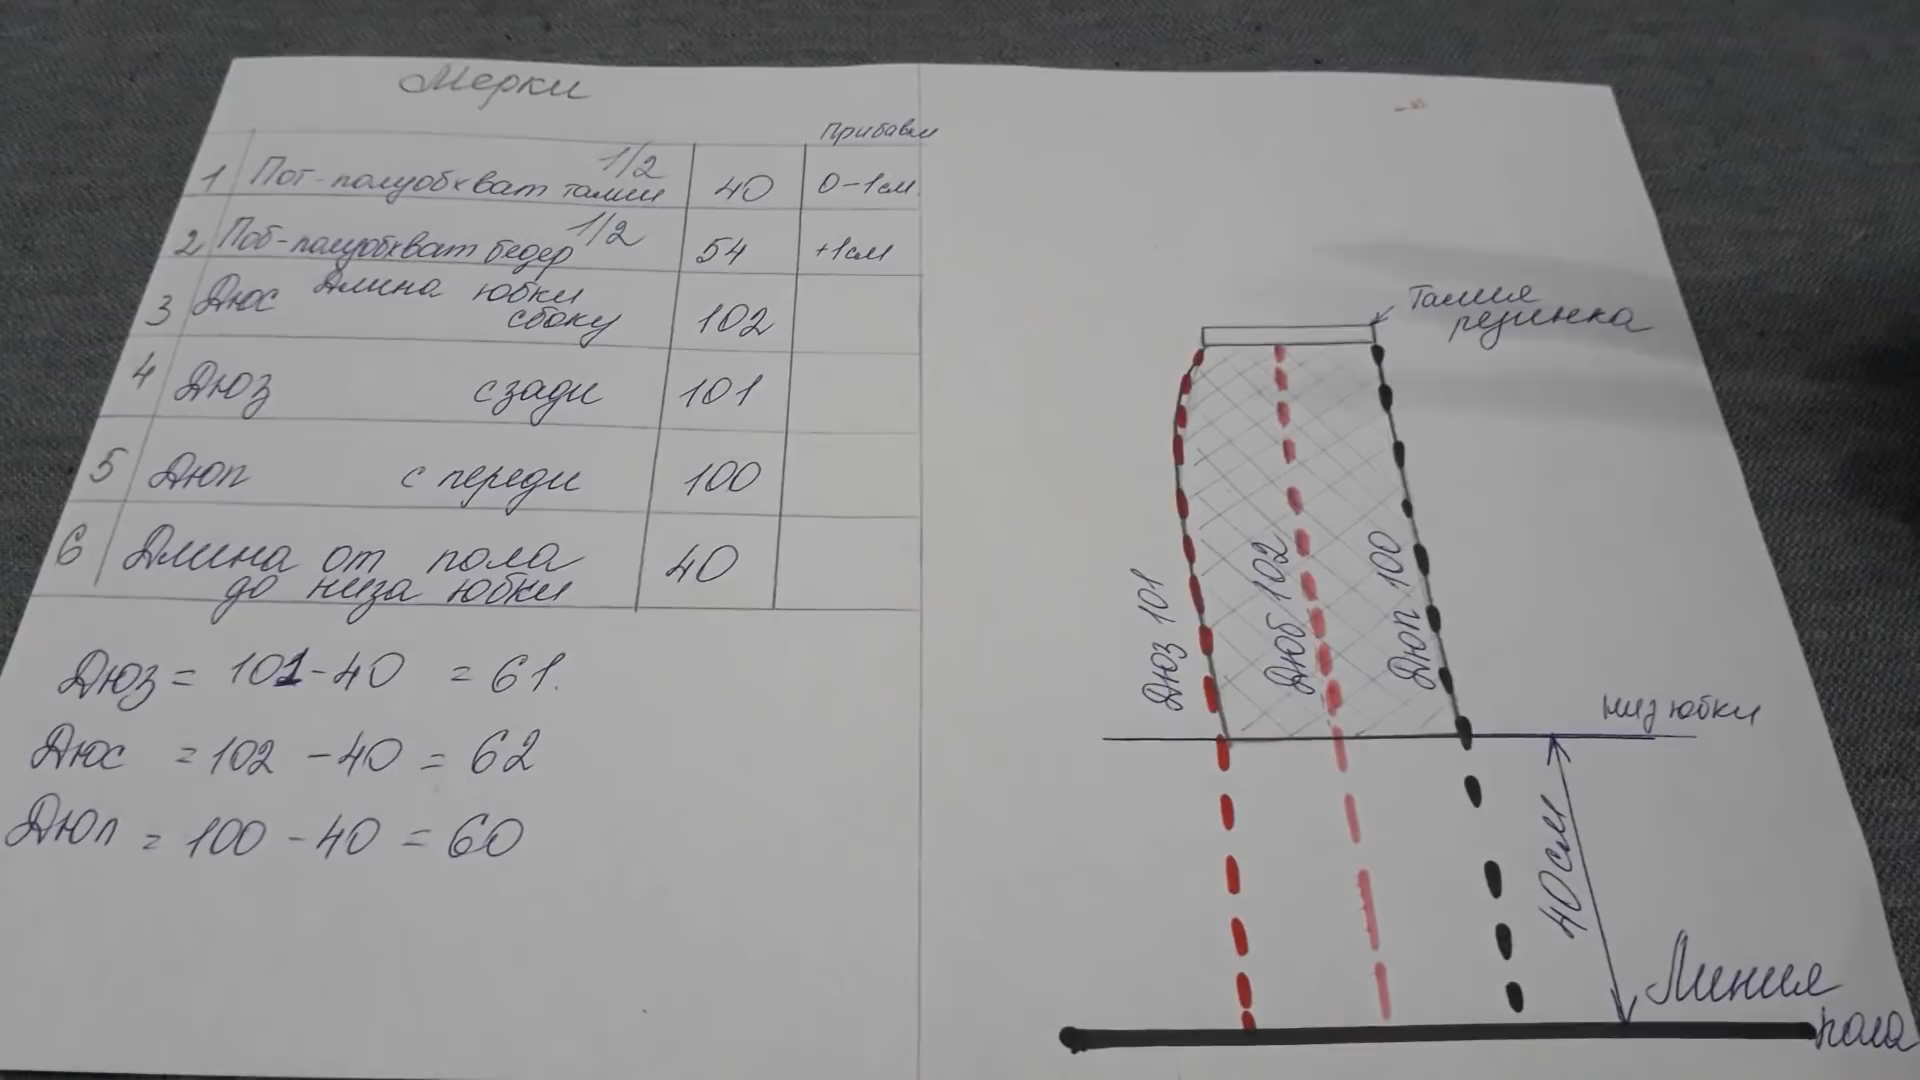 Мерки
Прибавки
1 Пот-полуобхват талии 1/2 40 0-1см.
2 Поб-полуобхват бедер 1/2 54 +1см
3 Дюс Длина юбки
сбоку 102
4 Дюз сзади 101
5 Дюп с переди 100
6 Длина от пола
до низа юбки 40
Дюз = 101-40 = 61.
Дюс = 102-40 = 62
Дюп = 100-40 = 60
Талия
резинка
Дюз 101
Дюб 102
Дюп 100
низ юбки
40см
Линия
пола